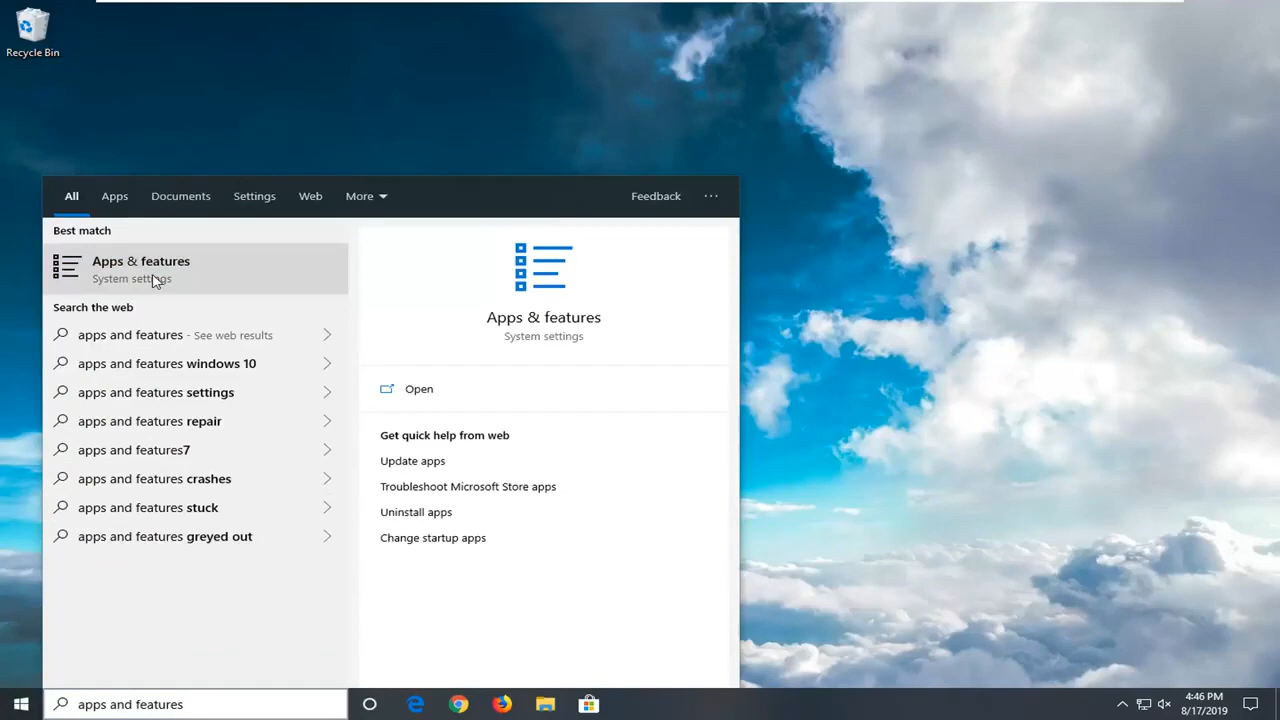 Recycle Bin
All Apps Documents Settings Web More Feedback ...
Best match
Apps & features
System settings
Search the web
apps and features - See web results
apps and features windows 10
apps and features settings
apps and features repair
apps and features7
apps and features crashes
apps and features stuck
apps and features greyed out
Apps & features
System settings
Open
Get quick help from web
Update apps
Troubleshoot Microsoft Store apps
Uninstall apps
Change startup apps
apps and features
4:46 PM
8/17/2019